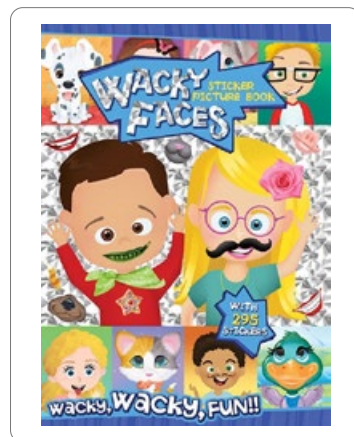 WACKY
FACES
STICKER
PICTURE BOOK
WITH
295
STICKERS
WACKY, WACKY, FUN!!